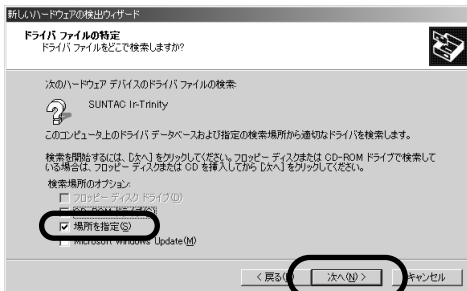 新しいハードウェアの検出ウィザード
ドライバ ファイルの特定
ドライバ ファイルをどこで検索しますか?
次のハードウェア デバイスのドライバ ファイルの検索:
SUNTAC Ir-Trinity
このコンピュータ上のドライバ データベースおよび指定の検索場所から適切なドライバを検索します。
検索を開始するには、[次へ] をクリックしてください。フロッピー ディスクまたは CD-ROM ドライブで検索して
いる場合は、フロッピー ディスクまたは CD を挿入してから [次へ] をクリックしてください。
検索場所のオプション:
フロッピー ディスク ドライブ(D)
CD-ROM ドライブ(C)
場所を指定(S)
Microsoft Windows Update(M)
< 戻る( 次へ(N) > キャンセル